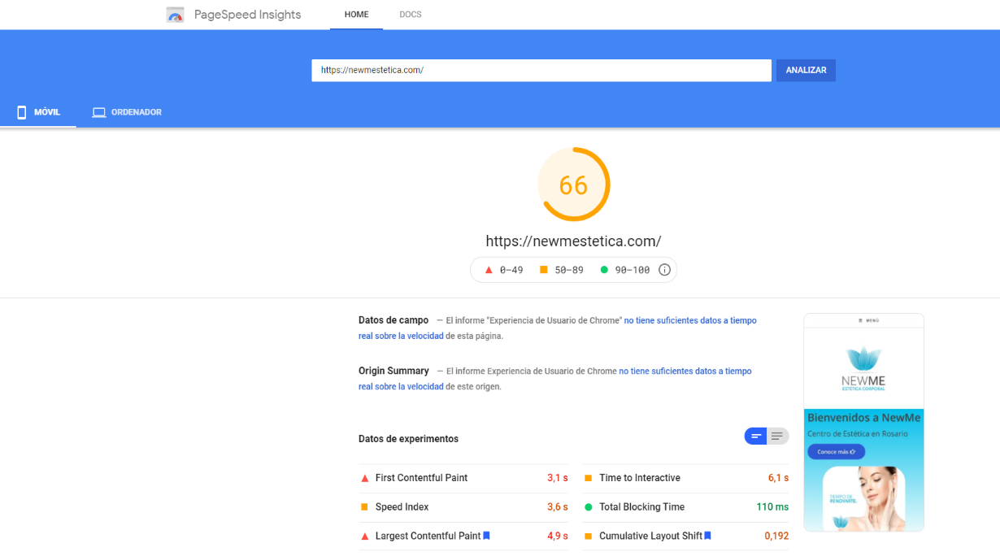 PageSpeed Insights
HOME
DOCS
https://newmestetica.com/
ANALIZAR
MÓVIL
ORDENADOR
66
https://newmestetica.com/
0–49
50–89
90–100
Datos de campo — El informe "Experiencia de Usuario de Chrome" no tiene suficientes datos a tiempo
real sobre la velocidad de esta página.
Origin Summary — El informe Experiencia de Usuario de Chrome no tiene suficientes datos a tiempo
real sobre la velocidad de este origen.
Datos de experimentos
First Contentful Paint 3,1 s
Time to Interactive 6,1 s
Speed Index 3,6 s
Total Blocking Time 110 ms
Largest Contentful Paint 4,9 s
Cumulative Layout Shift 0,192
MENÚ
NEWME
ESTETICA CORPORAL
Bienvenidos a NewMe
Centro de Estética en Rosario
Conoce más
TIEMPO DE
RENOVARTE.